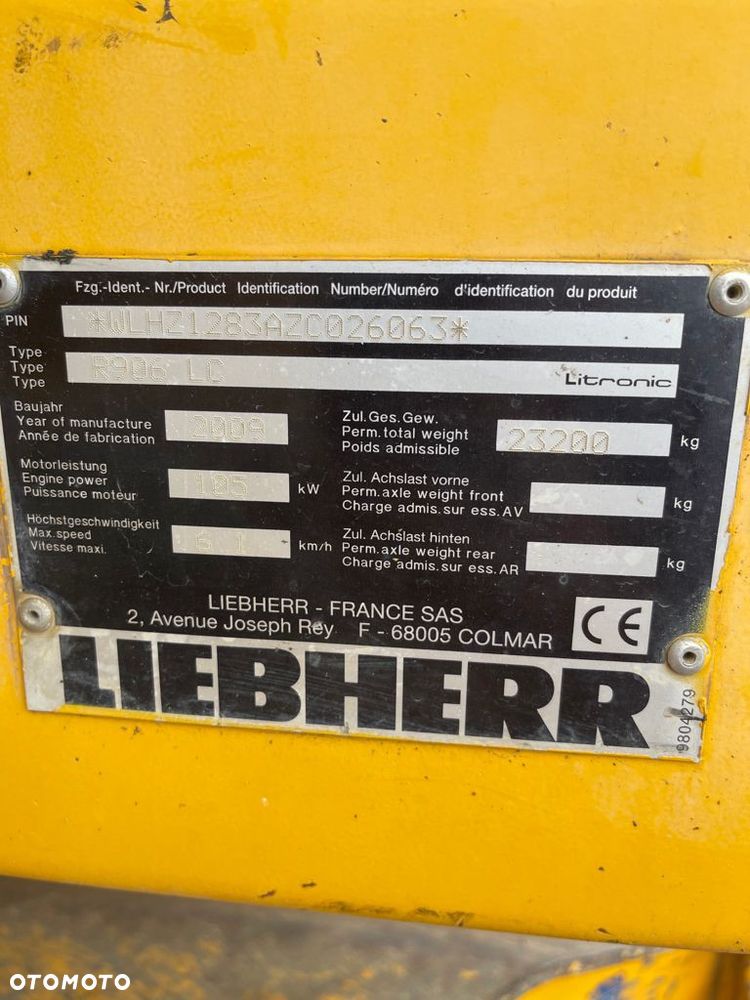 Fzg.-Ident.- Nr./Product Identification Number/Numéro d'identification du produit
PIN *WLHZ1283AZC026063*
Type
Type R906 LC Litronic
Type
Baujahr
Year of manufacture 2009
Année de fabrication
Zul.Ges.Gew.
Perm.total weight 23200 kg
Poids admissible
Motorleistung
Engine power 105 kW
Puissance moteur
Zul. Achslast vorne
Perm.axle weight front kg
Charge admis.sur ess.AV
Höchstgeschwindigkeit
Max.speed 6.1 km/h
Vitesse maxi.
Zul. Achslast hinten
Perm.axle weight rear kg
Charge admis.sur ess.AR
LIEBHERR - FRANCE SAS
2, Avenue Joseph Rey F - 68005 COLMAR
CE
LIEBHERR
9804279
OTOMOTO